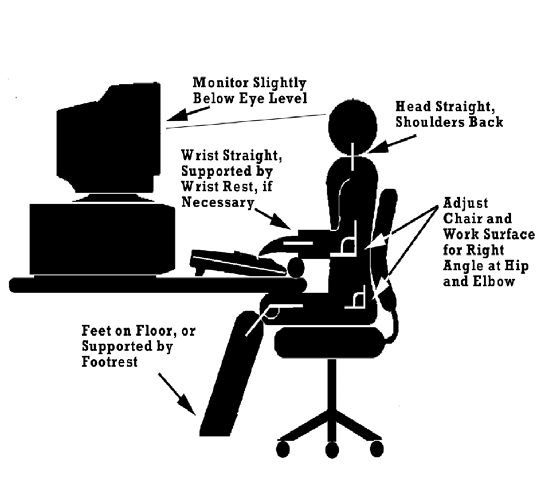 Monitor Slightly
Below Eye Level
Head Straight,
Shoulders Back
Wrist Straight,
Supported by
Wrist Rest, if
Necessary
Adjust
Chair and
Work Surface
for Right
Angle at Hip
and Elbow
Feet on Floor, or
Supported by
Footrest